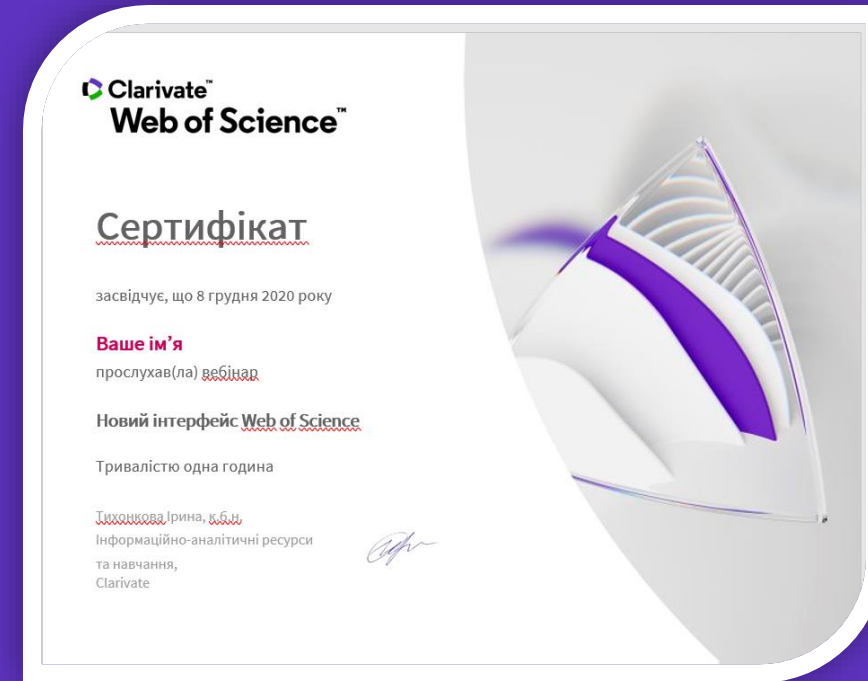 Clarivate™
Web of Science™
Сертифікат
засвідчує, що 8 грудня 2020 року
Ваше ім’я
прослухав(ла) вебінар
Новий інтерфейс Web of Science
Тривалістю одна година
Тихонкова Ірина, к.б.н,
Інформаційно-аналітичні ресурси
та навчання,
Clarivate